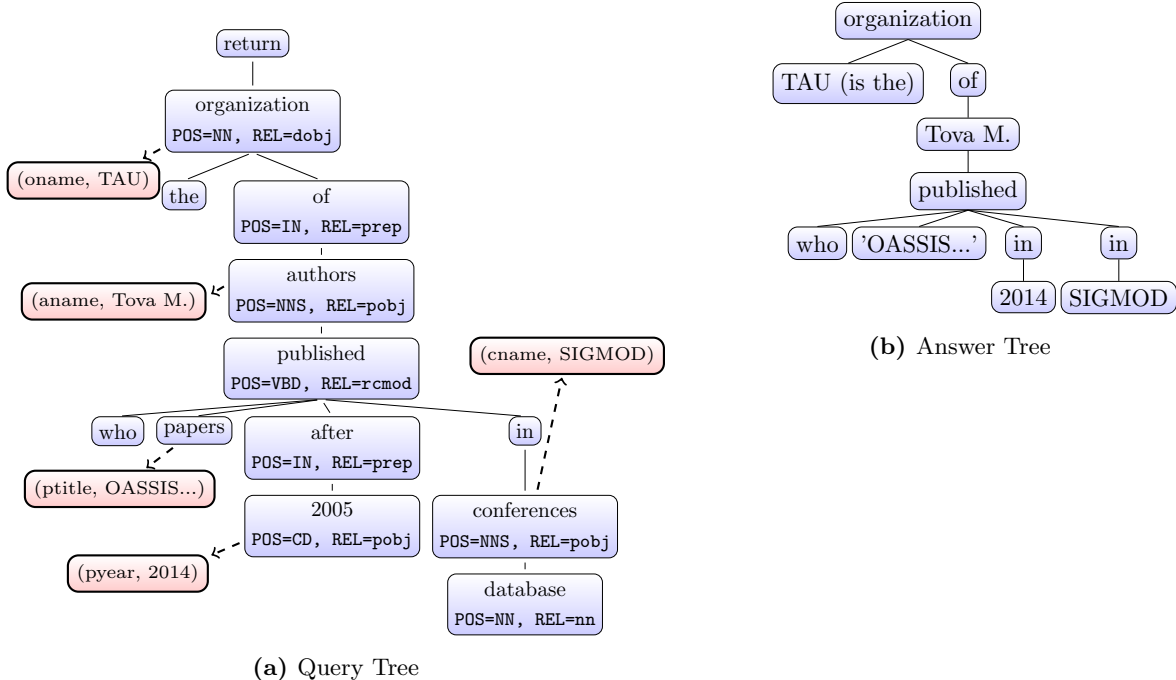 return
organization
POS=NN, REL=dobj
(oname, TAU)
the
of
POS=IN, REL=prep
authors
POS=NNS, REL=pobj
(aname, Tova M.)
published
POS=VBD, REL=rcmod
(cname, SIGMOD)
who
papers
after
POS=IN, REL=prep
in
(ptitle, OASSIS...)
2005
POS=CD, REL=pobj
conferences
POS=NNS, REL=pobj
(pyear, 2014)
database
POS=NN, REL=nn
(a) Query Tree
organization
TAU (is the)
of
Tova M.
published
who
'OASSIS...'
in
in
2014
SIGMOD
(b) Answer Tree